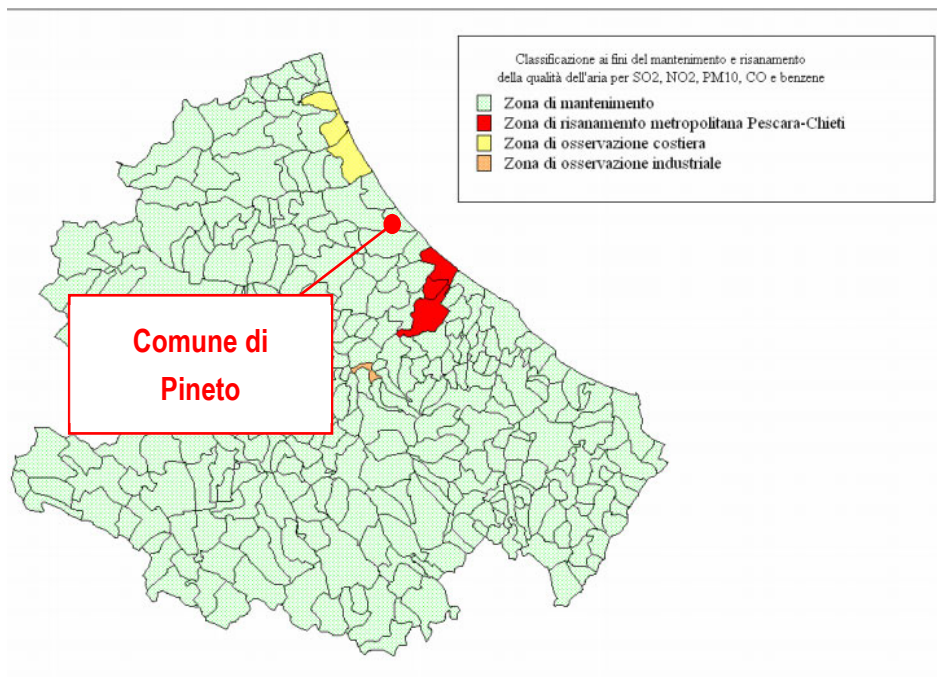 Classificazione ai fini del mantenimento e risanamento
della qualità dell'aria per SO2, NO2, PM10, CO e benzene
Zona di mantenimento
Zona di risanamento metropolitana Pescara-Chieti
Zona di osservazione costiera
Zona di osservazione industriale
Comune di
Pineto